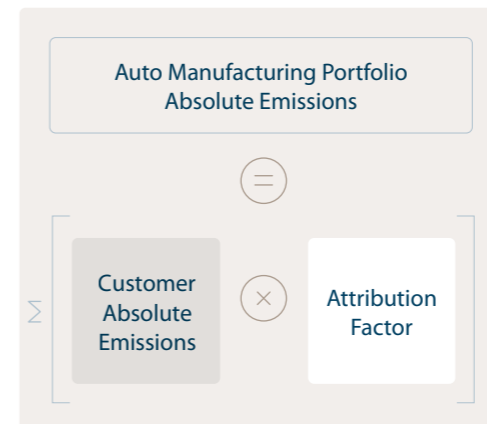 Auto Manufacturing Portfolio
Absolute Emissions
=
Σ
Customer
Absolute
Emissions
×
Attribution
Factor